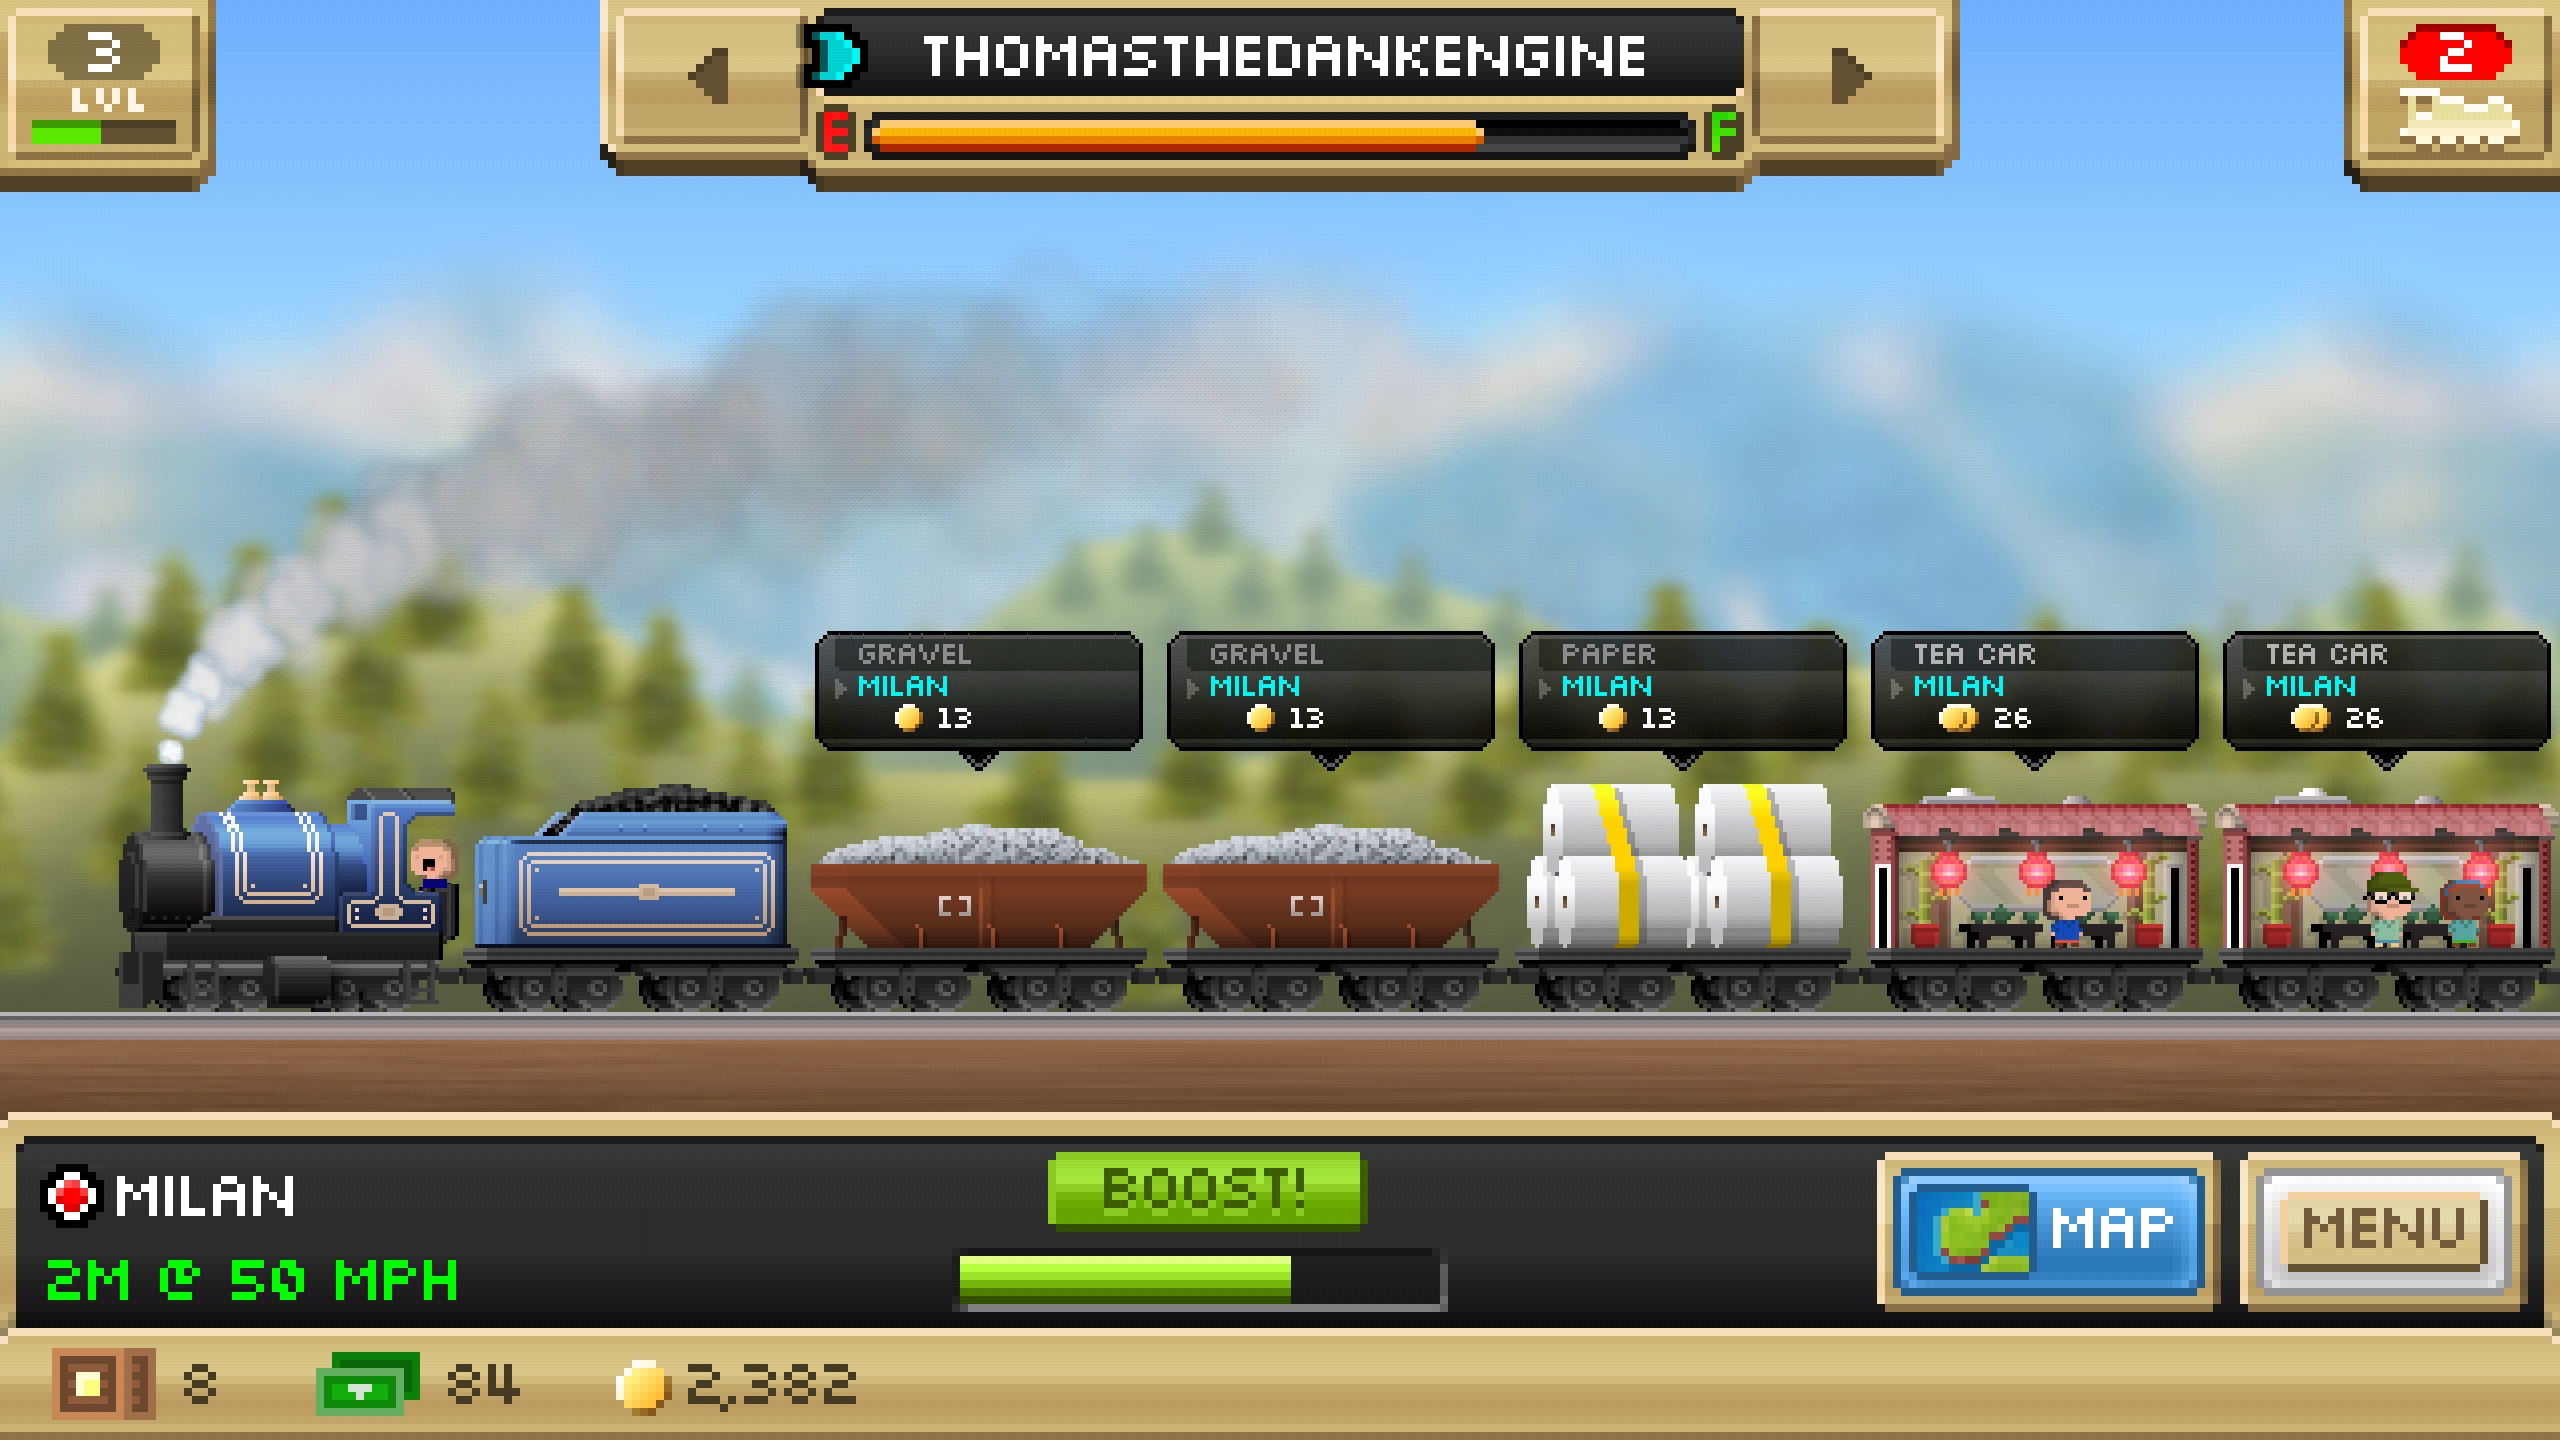 3
LVL
THOMASTHEDANKENGINE
E F
2
GRAVEL
MILAN
13
GRAVEL
MILAN
13
PAPER
MILAN
13
TEA CAR
MILAN
26
TEA CAR
MILAN
26
MILAN
2M @ 50 MPH
BOOST!
MAP
MENU
8
84
2,382